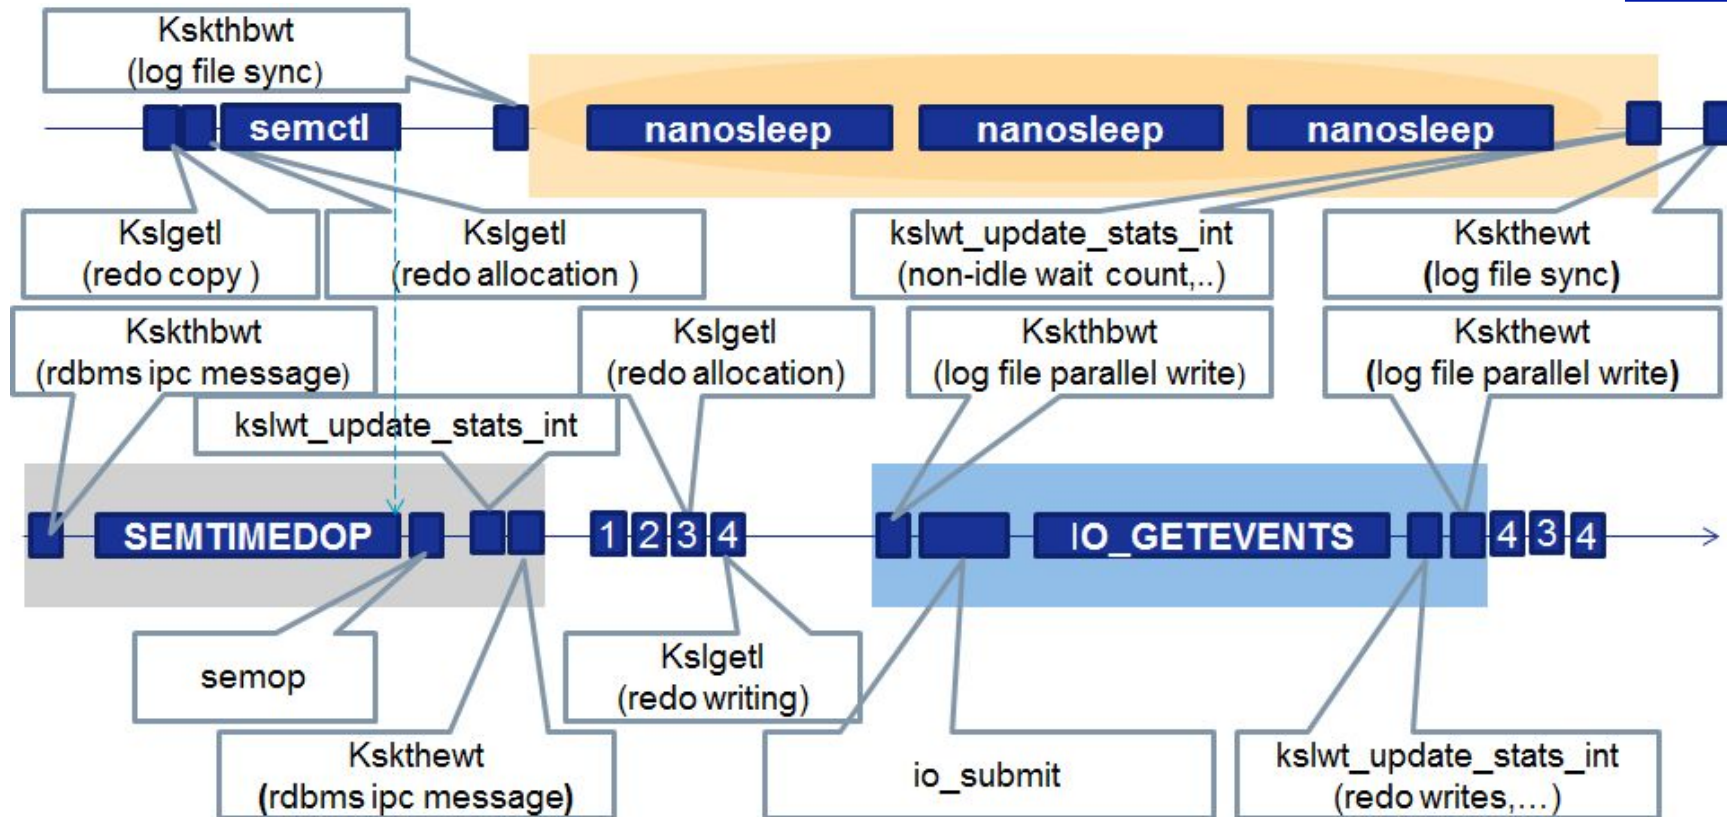 Kskthbwt
(log file sync)
semctl
nanosleep
nanosleep
nanosleep
Kslgetl
(redo copy )
Kslgetl
(redo allocation )
kslwt_update_stats_int
(non-idle wait count,..)
Kskthewt
(log file sync)
Kskthbwt
(rdbms ipc message)
kslwt_update_stats_int
Kslgetl
(redo allocation)
Kskthbwt
(log file parallel write)
Kskthewt
(log file parallel write)
SEMTIMEDOP
1
2
3
4
IO_GETEVENTS
4
3
4
semop
Kslgetl
(redo writing)
Kskthewt
(rdbms ipc message)
io_submit
kslwt_update_stats_int
(redo writes,...)